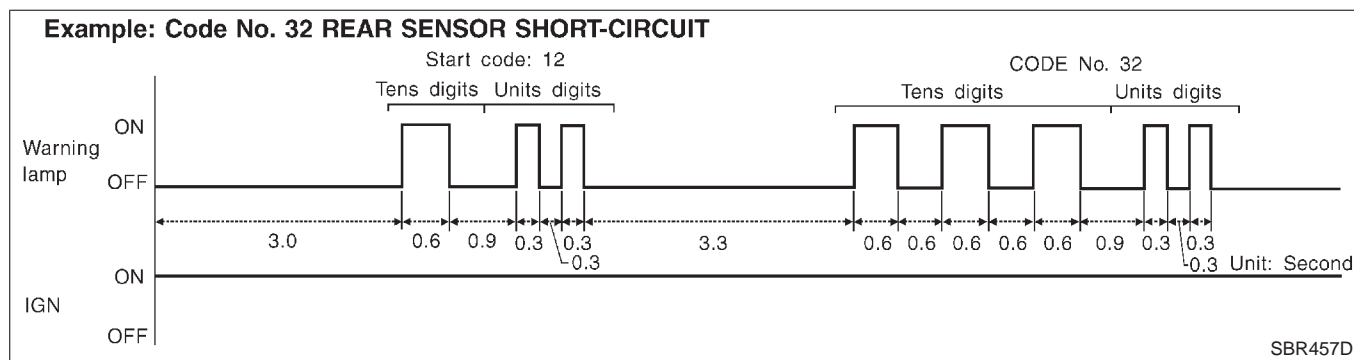 Example: Code No. 32 REAR SENSOR SHORT-CIRCUIT
Start code: 12
CODE No. 32
Tens digits Units digits
Tens digits Units digits
ON
Warning
lamp
OFF
3.0 0.6 0.9 0.3 0.3 3.3 0.6 0.6 0.6 0.6 0.6 0.9 0.3 0.3
0.3
0.3 Unit: Second
ON
IGN
OFF
SBR457D